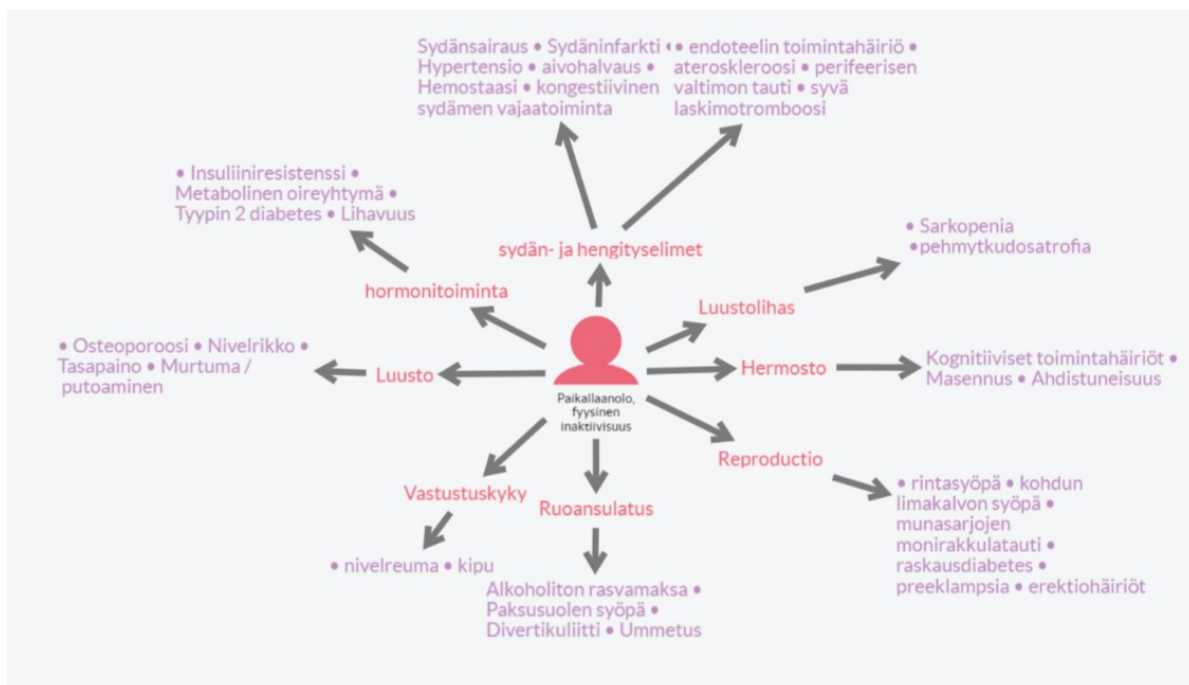 Sydänsairaus • Sydäninfarkti •
Hypertensio • aivohalvaus •
Hemostaasi • kongestiivinen
sydämen vajaatoiminta
• endoteelin toimintahäiriö •
ateroskleroosi • perifeerisen
valtimon tauti • syvä
laskimotromboosi
• Insuliiniresistenssi •
Metabolinen oireyhtymä •
Tyypin 2 diabetes • Lihavuus
• Sarkopenia
•pehmytkudosatrofia
sydän- ja hengityselimet
hormonitoiminta
Luustolihas
• Osteoporoosi • Nivelrikko •
Tasapaino • Murtuma /
putoaminen
Luusto
Hermosto
Kognitiiviset toimintahäiriöt •
Masennus • Ahdistuneisuus
Paikallaanolo,
fyysinen
inaktiivisuus
Reproductio
Vastustuskyky
Ruoansulatus
• rintasyöpä • kohdun
limakalvon syöpä •
munasarjojen
monirakkulatauti •
raskausdiabetes •
preeklampsia • erektiohäiriöt
• nivelreuma • kipu
Alkoholiton rasvamaksa •
Paksusuolen syöpä •
Divertikuliitti • Ummetus